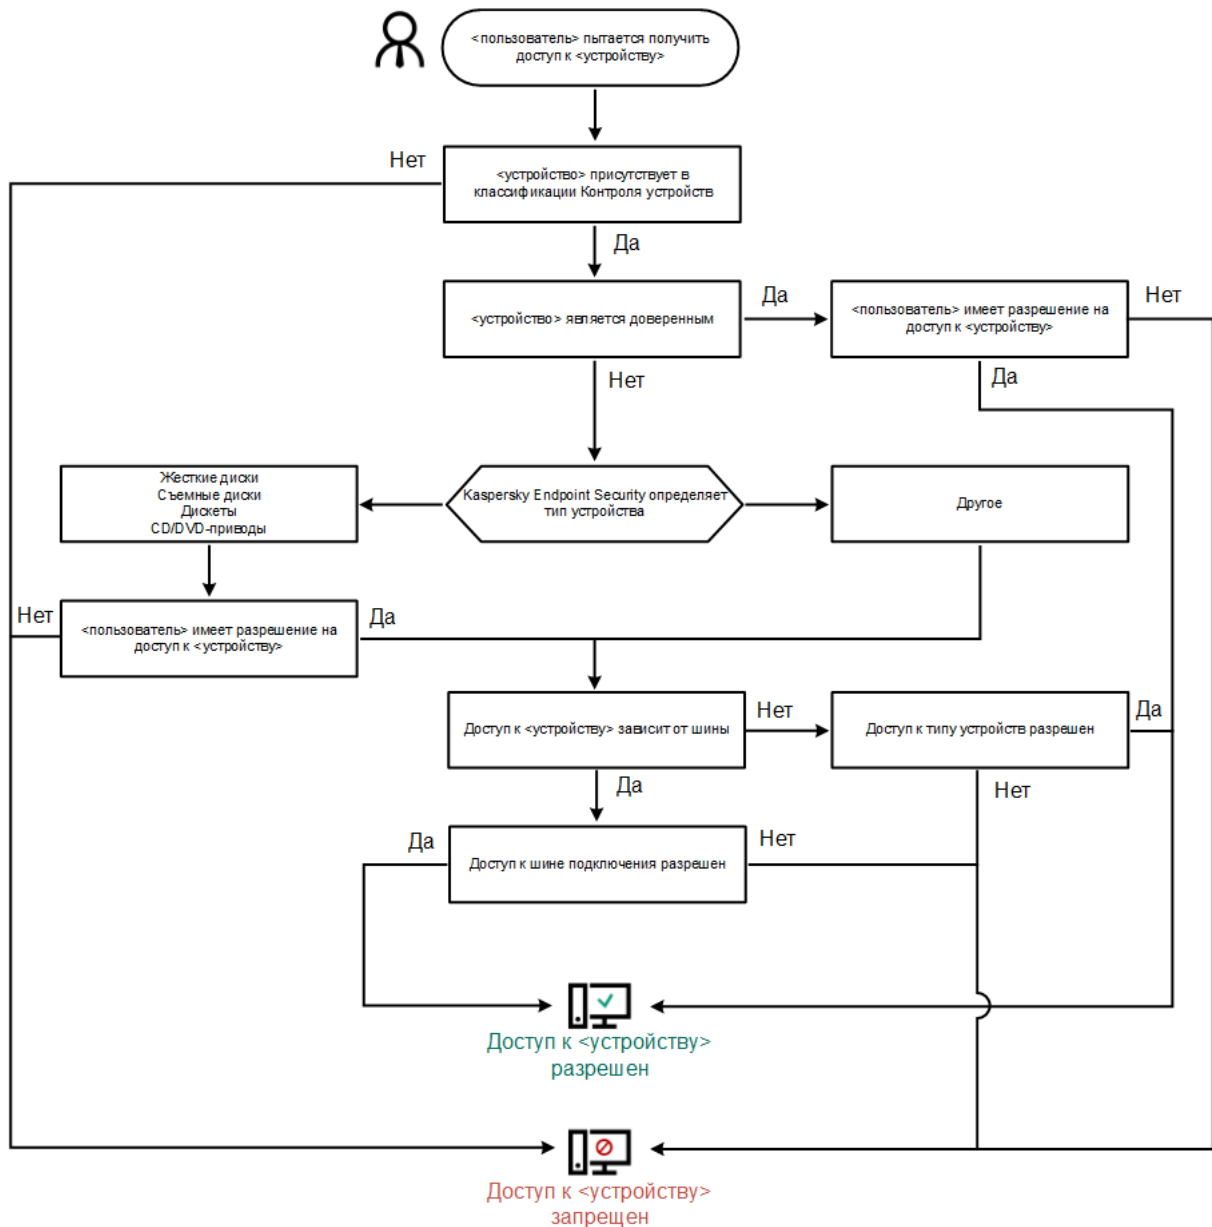 <пользователь> пытается получить
доступ к <устройству>
Нет
<устройство> присутствует в
классификации Контроля устройств
Да
<устройство> является доверенным
Да
<пользователь> имеет разрешение на
доступ к <устройству>
Нет
Нет
Да
Жесткие диски
Съемные диски
Дискеты
CD/DVD-приводы
Kaspersky Endpoint Security определяет
тип устройства
Другое
Нет
<пользователь> имеет разрешение на
доступ к <устройству>
Да
Доступ к <устройству> зависит от шины
Нет
Доступ к типу устройств разрешен
Да
Да
Нет
Да
Доступ к шине подключения разрешен
Нет
Доступ к <устройству>
разрешен
Доступ к <устройству>
запрещен